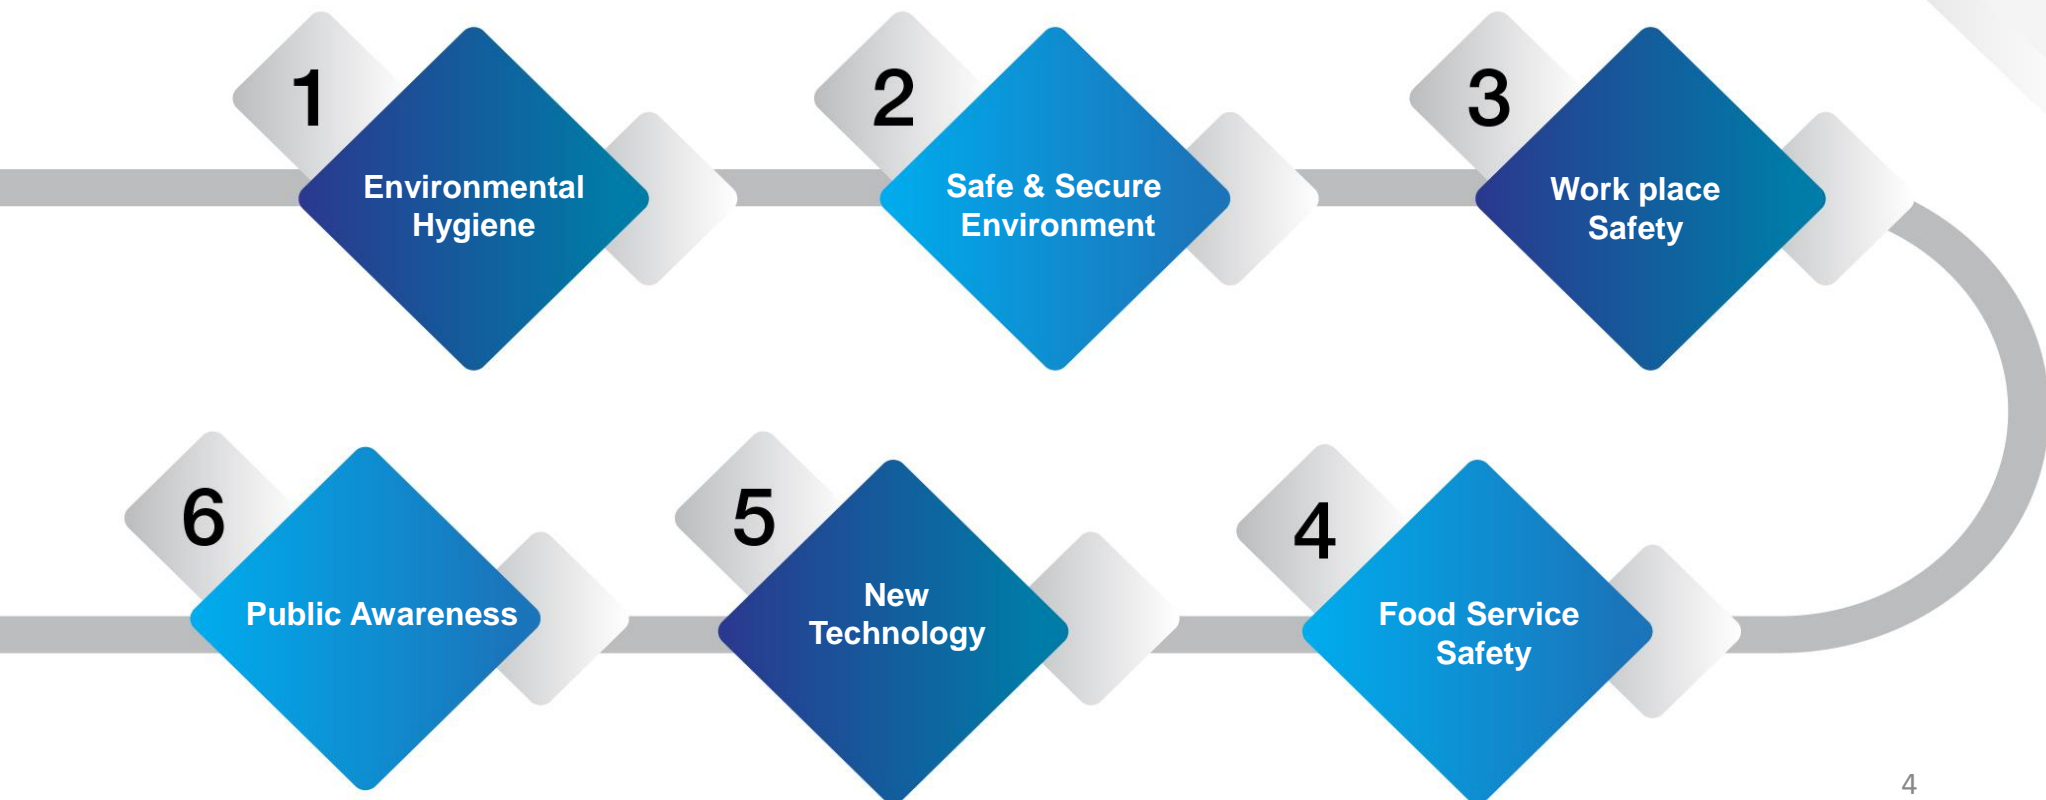 1
Environmental
Hygiene
2
Safe & Secure
Environment
3
Work place
Safety
4
Food Service
Safety
5
New
Technology
6
Public Awareness
4